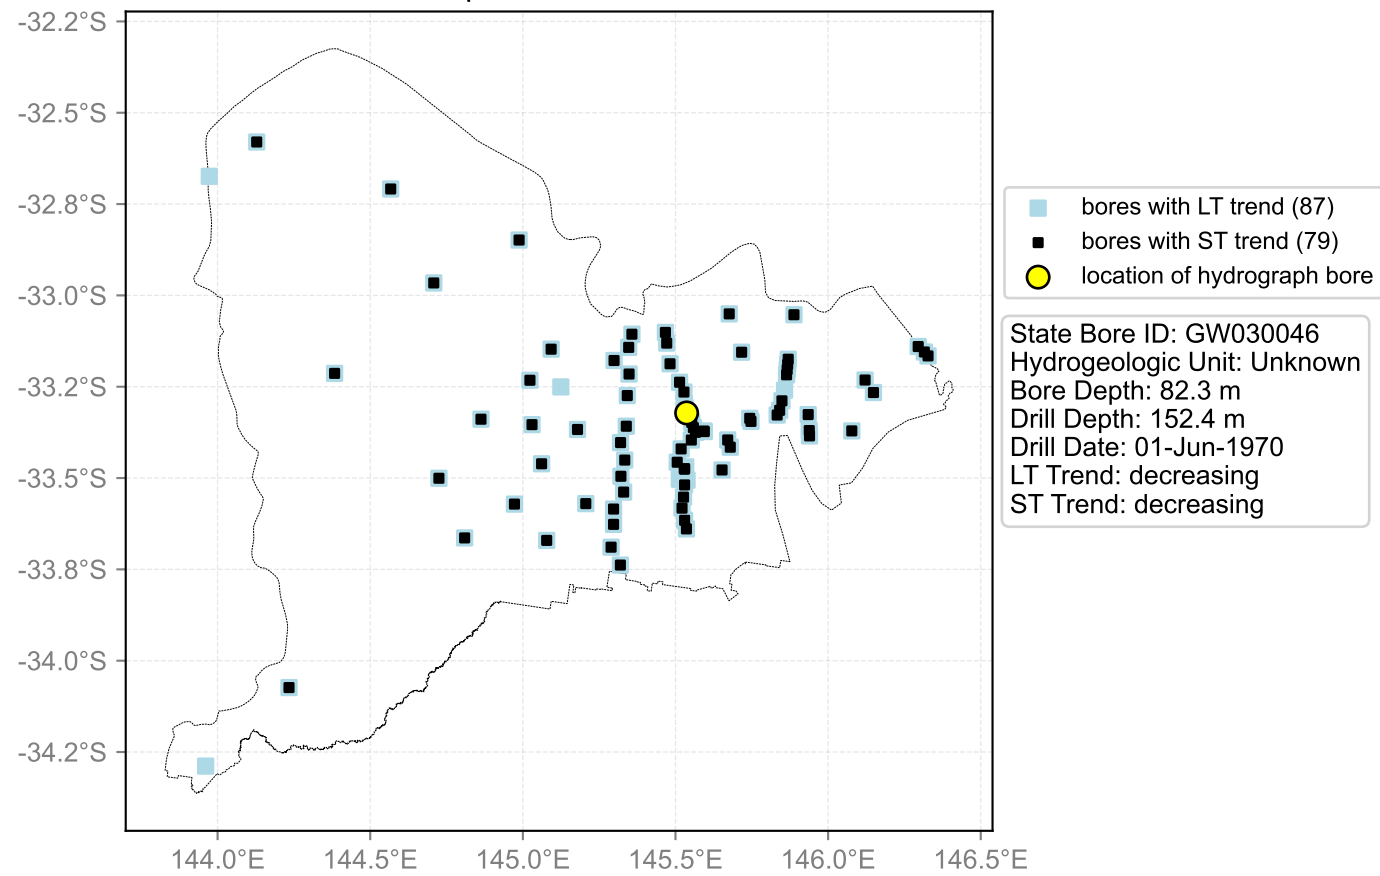 -32.2°S
-32.5°S
-32.8°S
-33.0°S
-33.2°S
-33.5°S
-33.8°S
-34.0°S
-34.2°S
144.0°E
144.5°E
145.0°E
145.5°E
146.0°E
146.5°E
bores with LT trend (87)
bores with ST trend (79)
location of hydrograph bore
State Bore ID: GW030046
Hydrogeologic Unit: Unknown
Bore Depth: 82.3 m
Drill Depth: 152.4 m
Drill Date: 01-Jun-1970
LT Trend: decreasing
ST Trend: decreasing